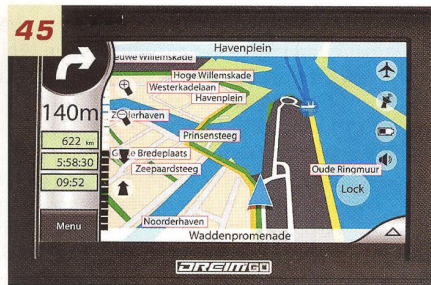 45
Havenplein
euwe Willemskade
Hoge Willemskade
Westerkadelaan
Havenplein
140m
Prinsensteeg
622 km
5:58:30
Bredeplaats
Zeepaardsteeg
Oude Ringmuur
09:52
Lock
Menu
Noorderhaven
Waddenpromenade
DREIMGO